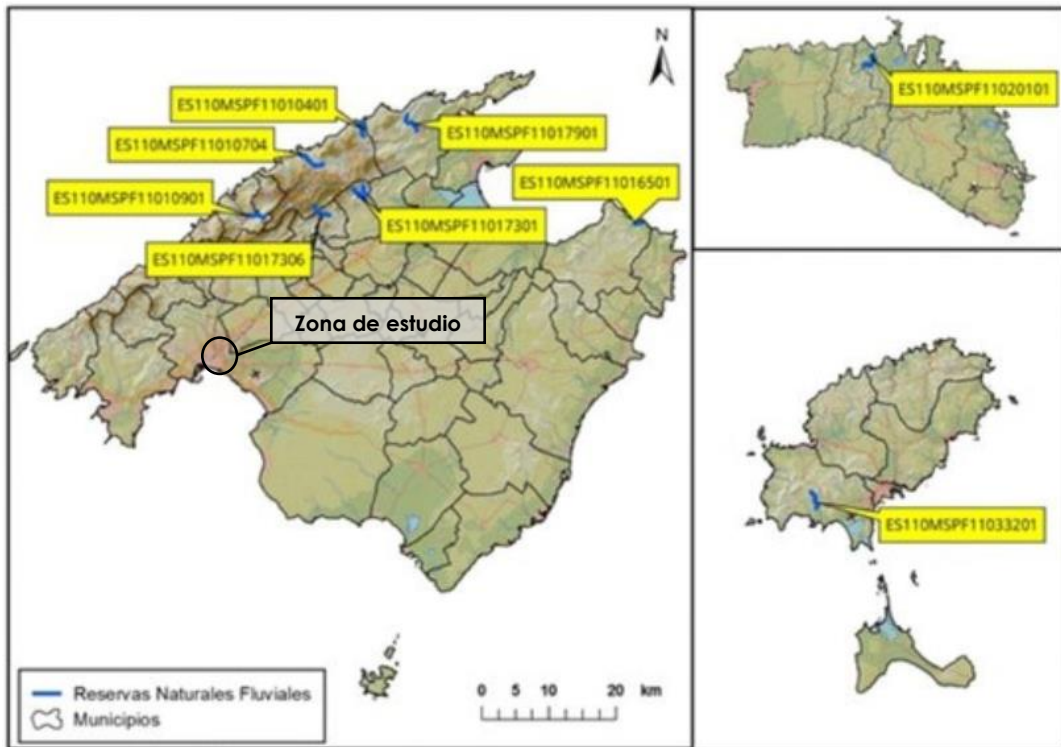 N
ES110MSPF11010401
ES110MSPF11017901
ES110MSPF11010704
ES110MSPF11016501
ES110MSPF11010901
ES110MSPF11017301
ES110MSPF11017306
Zona de estudio
Reservas Naturales Fluviales
Municipios
0 5 10 20 km
ES110MSPF11020101
ES110MSPF11033201